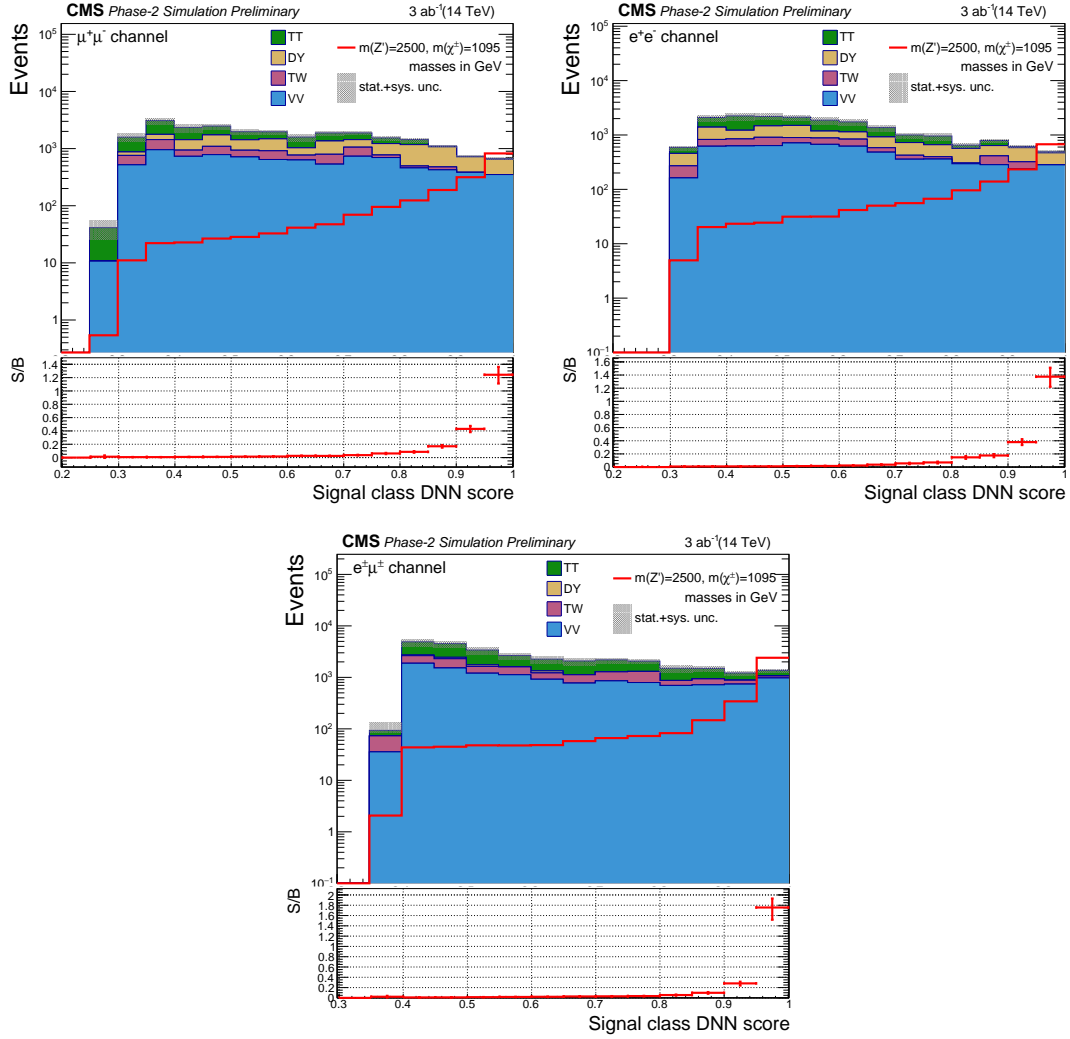 CMS Phase-2 Simulation Preliminary 3 ab⁻¹(14 TeV)
μ⁺μ⁻ channel
Events
TT
DY
TW
VV
m(Z')=2500, m(χ±)=1095
masses in GeV
stat.+sys. unc.
10⁵
10⁴
10³
10²
10
1
S/B
1.4
1.2
1
0.8
0.6
0.4
0.2
0
0.2 0.3 0.4 0.5 0.6 0.7 0.8 0.9 1
Signal class DNN score
CMS Phase-2 Simulation Preliminary 3 ab⁻¹(14 TeV)
e⁺e⁻ channel
Events
TT
DY
TW
VV
m(Z')=2500, m(χ±)=1095
masses in GeV
stat.+sys. unc.
10⁵
10⁴
10³
10²
10
1
10⁻¹
S/B
1.6
1.4
1.2
1
0.8
0.6
0.4
0.2
0
0.2 0.3 0.4 0.5 0.6 0.7 0.8 0.9 1
Signal class DNN score
CMS Phase-2 Simulation Preliminary 3 ab⁻¹(14 TeV)
e±μ± channel
Events
TT
DY
TW
VV
m(Z')=2500, m(χ±)=1095
masses in GeV
stat.+sys. unc.
10⁵
10⁴
10³
10²
10
1
10⁻¹
S/B
2
1.8
1.6
1.4
1.2
1
0.8
0.6
0.4
0.2
0
0.3 0.4 0.5 0.6 0.7 0.8 0.9 1
Signal class DNN score